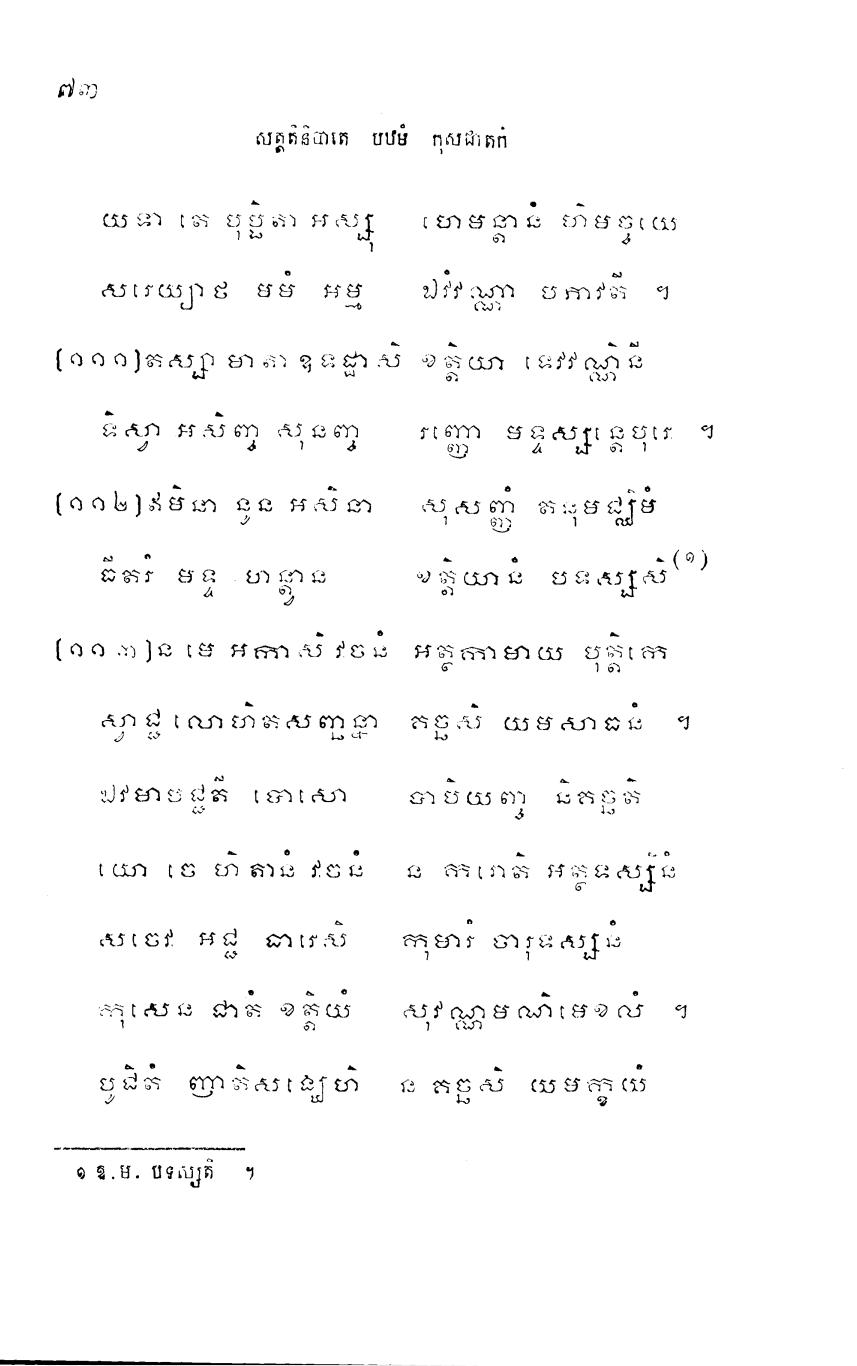 ៧៣
សត្តតិនិបាតេ បឋមំ កុសជាតកំ
យទា តេ បុប្ផិតា អស្សុ ហេមន្តានំ ហិមច្ចយេ
សរេយ្យាថ មមំ អម្ម ឯវំវណ្ណា បភាវតី ។
[១១១]តស្សា មាតា ឧទដ្ឋាសិ ខត្តិយា ទេវវណ្ណិនី
ទិស្វា អសិញ្ច សុនញ្ច រញ្ញោ មទ្ទស្សន្តេបុរេ ។
[១១២]ឥមិនា នូន អសិនា សុសញ្ញំ តនុមជ្ឈិមំ
ធីតរំ មទ្ទ ហន្ត្វាន ខត្តិយានំ បទស្សសិ(១)
[១១៣]ន មេ អកាសិ វចនំ អត្ថកាមាយ បុត្តិកេ
ស្វាជ្ជ លោហិតសញ្ឆន្នា គច្ឆសិ យមសាធនំ ។
ឯវមាបជ្ជតី បោសោ បាបិយញ្ច និគច្ឆតិ
យោ ចេ ហិតានំ វចនំ ន ករោតិ អត្ថទស្សិនំ
សចេវ អជ្ជ ធារេសិ កុមារំ ចារុទស្សនំ
កុសេន ជាតំ ខត្តិយំ សុវណ្ណមណិមេខលំ ។
បូជិតំ ញាតិសង្ឃេហិ ន គច្ឆសិ យមក្ខយំ
១ ឱ.ម. បទស្សតិ ។